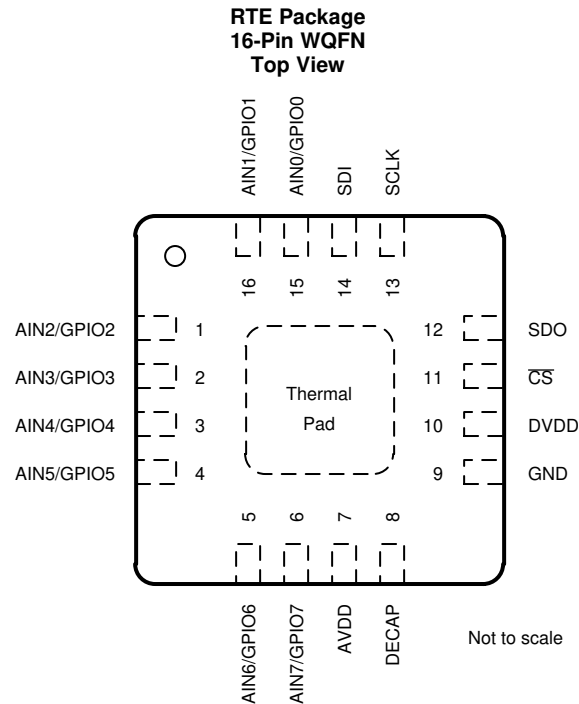 RTE Package
16-Pin WQFN
Top View
AIN1/GPIO1
AIN0/GPIO0
SDI
SCLK
16
15
14
13
AIN2/GPIO2 1
AIN3/GPIO3 2
AIN4/GPIO4 3
AIN5/GPIO5 4
Thermal
Pad
12 SDO
11 C̅S̅
10 DVDD
9 GND
5
6
7
8
AIN6/GPIO6
AIN7/GPIO7
AVDD
DECAP
Not to scale